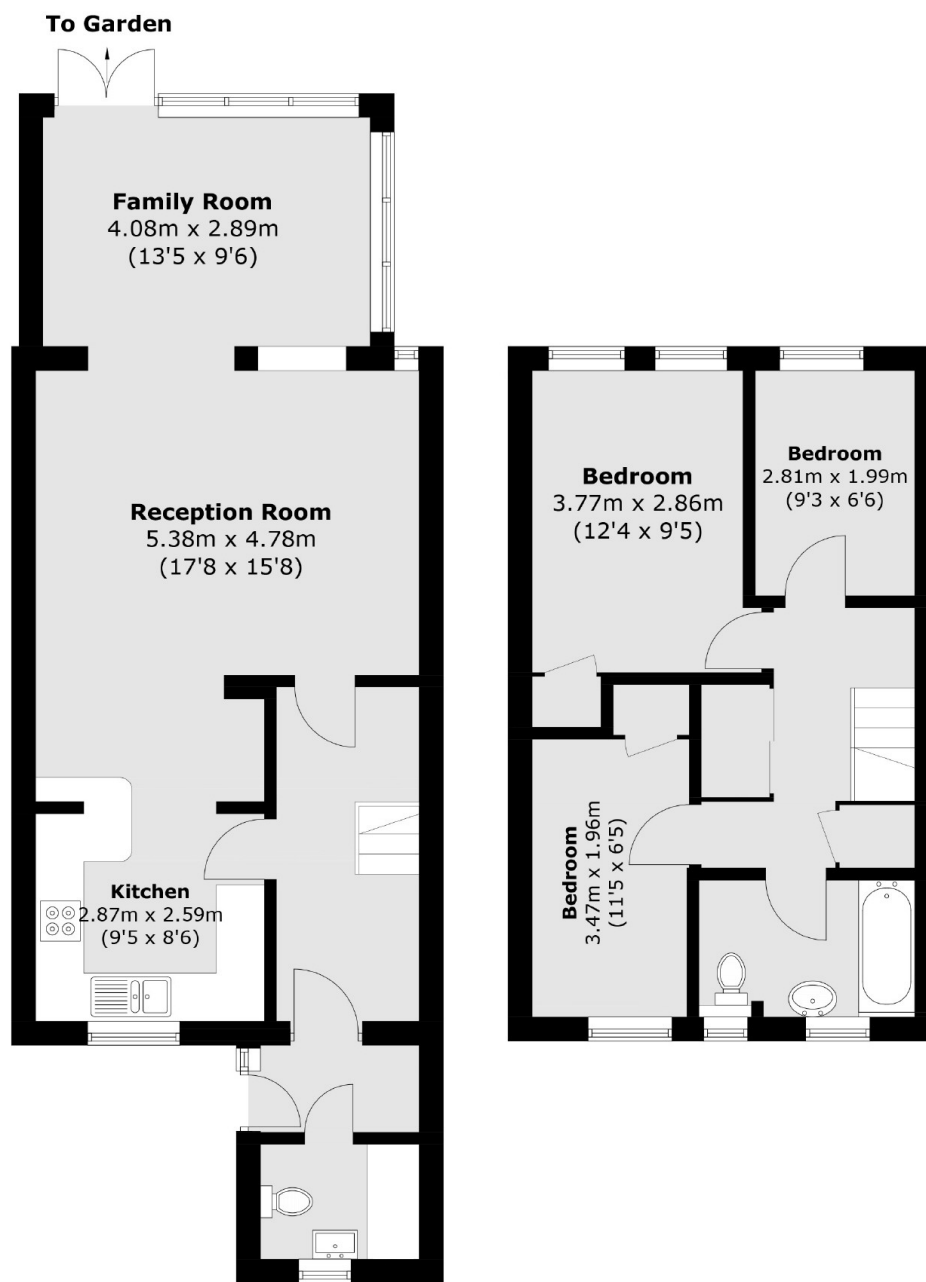 To Garden
Family Room
4.08m x 2.89m
(13'5 x 9'6)
Reception Room
5.38m x 4.78m
(17'8 x 15'8)
Kitchen
2.87m x 2.59m
(9'5 x 8'6)
Bedroom
3.77m x 2.86m
(12'4 x 9'5)
Bedroom
2.81m x 1.99m
(9'3 x 6'6)
Bedroom
3.47m x 1.96m
(11'5 x 6'5)